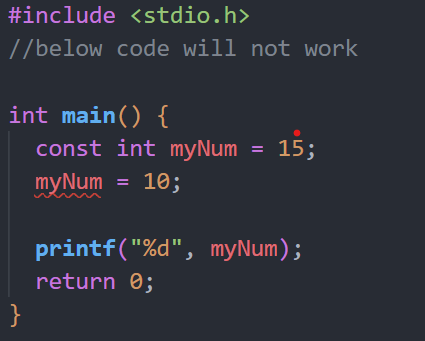 #include <stdio.h>
//below code will not work
int main() {
const int myNum = 15;
myNum = 10;
printf("%d", myNum);
return 0;
}